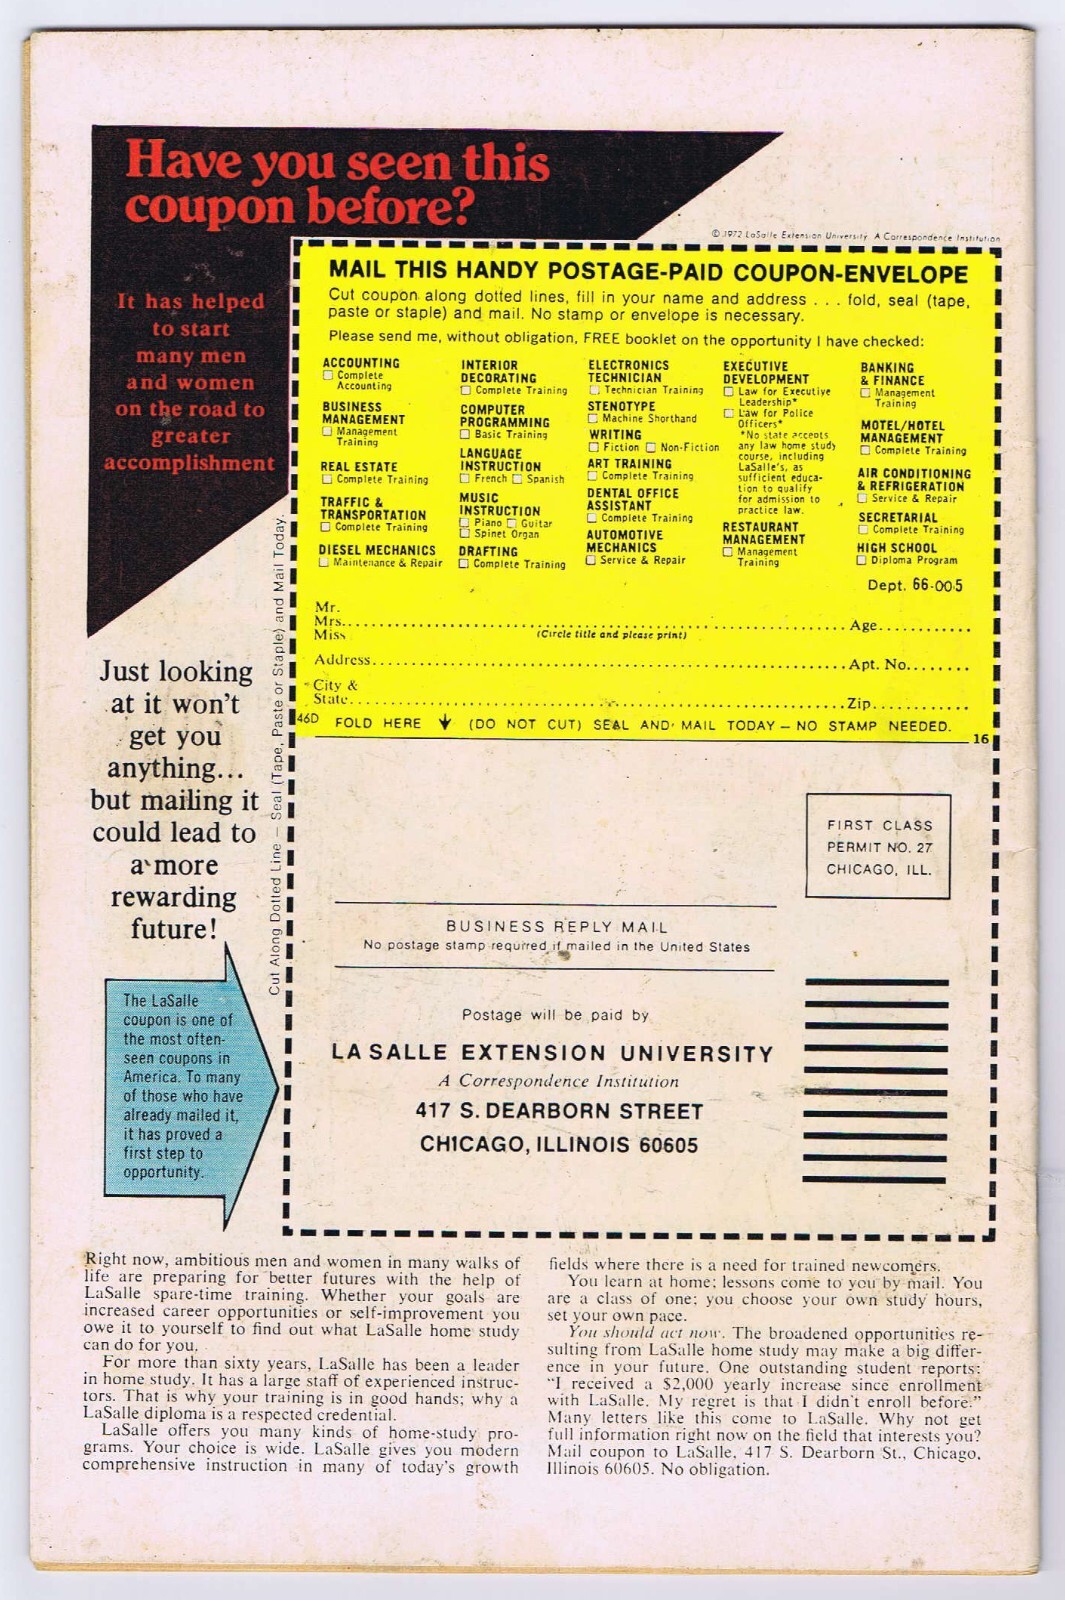 Have you seen this
coupon before?
© 1972 LaSalle Extension University A Correspondence Institution
It has helped
to start
many men
and women
on the road to
greater
accomplishment
MAIL THIS HANDY POSTAGE-PAID COUPON-ENVELOPE
Cut coupon along dotted lines, fill in your name and address . . . fold, seal (tape,
paste or staple) and mail. No stamp or envelope is necessary.
Please send me, without obligation, FREE booklet on the opportunity I have checked:
ACCOUNTING
☐ Complete
Accounting
BUSINESS
MANAGEMENT
☐ Management
Training
REAL ESTATE
☐ Complete Training
TRAFFIC &
TRANSPORTATION
☐ Complete Training
DIESEL MECHANICS
☐ Maintenance & Repair
INTERIOR
DECORATING
☐ Complete Training
COMPUTER
PROGRAMMING
☐ Basic Training
LANGUAGE
INSTRUCTION
☐ French ☐ Spanish
MUSIC
INSTRUCTION
☐ Piano ☐ Guitar
☐ Spinet Organ
DRAFTING
☐ Complete Training
ELECTRONICS
TECHNICIAN
☐ Technician Training
STENOTYPE
☐ Machine Shorthand
WRITING
☐ Fiction ☐ Non-Fiction
ART TRAINING
☐ Complete Training
DENTAL OFFICE
ASSISTANT
☐ Complete Training
AUTOMOTIVE
MECHANICS
☐ Service & Repair
EXECUTIVE
DEVELOPMENT
☐ Law for Executive
Leadership*
☐ Law for Police
Officers*
*No state accepts
any law home study
course, including
LaSalle's, as
sufficient educa-
tion to qualify
for admission to
practice law.
RESTAURANT
MANAGEMENT
☐ Management
Training
BANKING
& FINANCE
☐ Management
Training
MOTEL/HOTEL
MANAGEMENT
☐ Complete Training
AIR CONDITIONING
& REFRIGERATION
☐ Service & Repair
SECRETARIAL
☐ Complete Training
HIGH SCHOOL
☐ Diploma Program
Dept. 66-005
Mr.
Mrs. Age
Miss (Circle title and please print)
Address Apt. No.
City &
State Zip
46D FOLD HERE ↓ (DO NOT CUT) SEAL AND MAIL TODAY — NO STAMP NEEDED.
16
Cut Along Dotted Line — Seal (Tape, Paste or Staple) and Mail Today.
Just looking
at it won't
get you
anything...
but mailing it
could lead to
a more
rewarding
future!
FIRST CLASS
PERMIT NO. 27
CHICAGO, ILL.
BUSINESS REPLY MAIL
No postage stamp required if mailed in the United States
Postage will be paid by
LA SALLE EXTENSION UNIVERSITY
A Correspondence Institution
417 S. DEARBORN STREET
CHICAGO, ILLINOIS 60605
The LaSalle
coupon is one of
the most often-
seen coupons in
America. To many
of those who have
already mailed it,
it has proved a
first step to
opportunity.
Right now, ambitious men and women in many walks of
life are preparing for better futures with the help of
LaSalle spare-time training. Whether your goals are
increased career opportunities or self-improvement you
owe it to yourself to find out what LaSalle home study
can do for you.
For more than sixty years, LaSalle has been a leader
in home study. It has a large staff of experienced instruc-
tors. That is why your training is in good hands; why a
LaSalle diploma is a respected credential.
LaSalle offers you many kinds of home-study pro-
grams. Your choice is wide. LaSalle gives you modern
comprehensive instruction in many of today's growth
fields where there is a need for trained newcomers.
You learn at home; lessons come to you by mail. You
are a class of one; you choose your own study hours,
set your own pace.
You should act now. The broadened opportunities re-
sulting from LaSalle home study may make a big differ-
ence in your future. One outstanding student reports:
"I received a $2,000 yearly increase since enrollment
with LaSalle. My regret is that I didn't enroll before."
Many letters like this come to LaSalle. Why not get
full information right now on the field that interests you?
Mail coupon to LaSalle, 417 S. Dearborn St., Chicago,
Illinois 60605. No obligation.